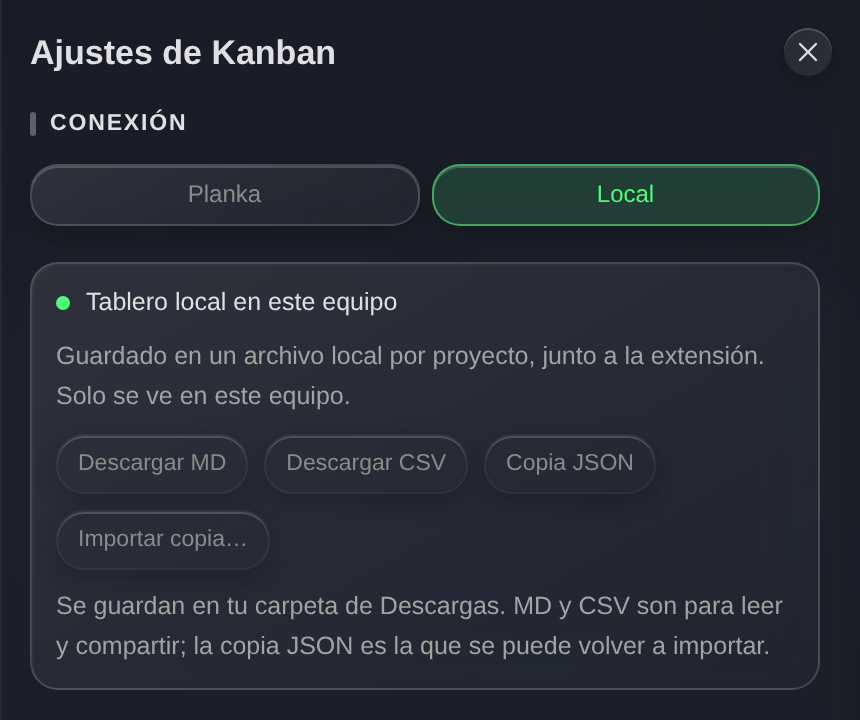 Ajustes de Kanban
CONEXIÓN
Planka
Local
Tablero local en este equipo
Guardado en un archivo local por proyecto, junto a la extensión.
Solo se ve en este equipo.
Descargar MD
Descargar CSV
Copia JSON
Importar copia…
Se guardan en tu carpeta de Descargas. MD y CSV son para leer
y compartir; la copia JSON es la que se puede volver a importar.